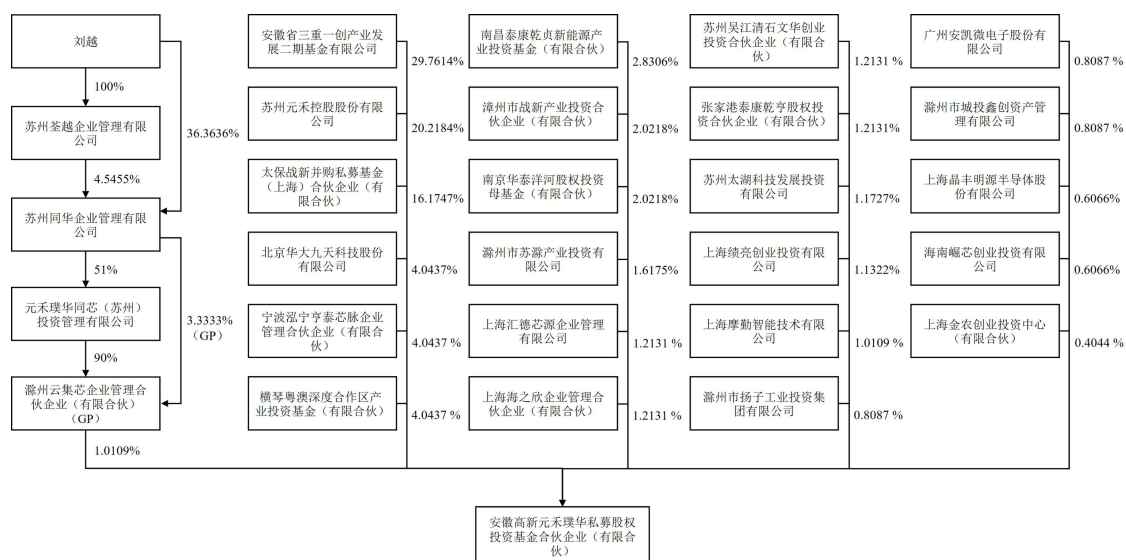 刘越
100%
36.3636%
苏州荃越企业管理有限
公司
4.5455%
苏州同华企业管理有限
公司
51%
3.3333%
（GP）
元禾璞华同芯（苏州）
投资管理有限公司
90%
滁州云集芯企业管理合
伙企业（有限合伙）
（GP）
1.0109%
安徽省三重一创产业发
展二期基金有限公司
29.7614%
苏州元禾控股股份有限
公司
20.2184%
太保战新并购私募基金
（上海）合伙企业（有
限合伙）
16.1747%
北京华大九天科技股份
有限公司
4.0437%
宁波泓宁亨泰芯脉企业
管理合伙企业（有限合
伙）
4.0437 %
横琴粤澳深度合作区产
业投资基金（有限合伙）
4.0437 %
南昌泰康乾贞新能源产
业投资基金（有限合伙）
2.8306%
漳州市战新产业投资合
伙企业（有限合伙）
2.0218%
南京华泰洋河股权投资
母基金（有限合伙）
2.0218%
滁州市苏滁产业投资有
限公司
1.6175%
上海汇德芯源企业管理
有限公司
1.2131 %
上海海之欣企业管理合
伙企业（有限合伙）
1.2131 %
苏州吴江清石文华创业
投资合伙企业（有限合
伙）
1.2131 %
张家港泰康乾亨股权投
资合伙企业（有限合伙）
1.2131%
苏州太湖科技发展投资有
限公司
1.1727%
上海绩亮创业投资有限
公司
1.1322%
上海摩勤智能技术有限
公司
1.0109%
滁州市扬子工业投资集
团有限公司
0.8087%
广州安凯微电子股份有
限公司
0.8087%
滁州市城投鑫创资产管
理有限公司
0.8087%
上海晶丰明源半导体股
份有限公司
0.6066%
海南崛芯创业投资有限
公司
0.6066%
上海金农创业投资中心
（有限合伙）
0.4044 %
安徽高新元禾璞华私募股权
投资基金合伙企业（有限合
伙）